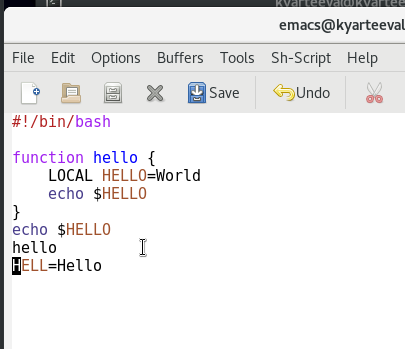 kyarteeva@kyarteeva
emacs@kyarteeval
File Edit Options Buffers Tools Sh-Script Help
Save Undo
#!/bin/bash
function hello {
LOCAL HELLO=World
echo $HELLO
}
echo $HELLO
hello
HELL=Hello